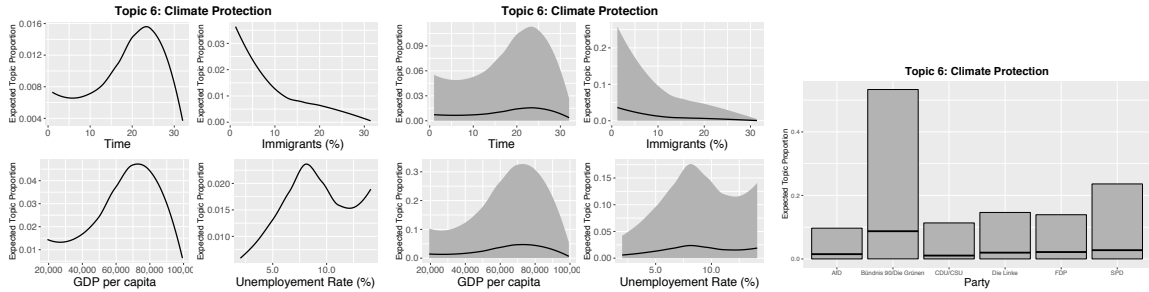 Topic 6: Climate Protection
Expected Topic Proportion
0.016
0.012
0.008
0.004
0 10 20 30
Time
Expected Topic Proportion
0.03
0.02
0.01
0.00
0 10 20 30
Immigrants (%)
Expected Topic Proportion
0.04
0.03
0.02
0.01
20,000 40,000 60,000 80,000 100,00
GDP per capita
Expected Topic Proportion
0.020
0.015
0.010
5.0 10.0
Unemployement Rate (%)
Topic 6: Climate Protection
Expected Topic Proportion
0.09
0.06
0.03
0.00
0 10 20 30
Time
Expected Topic Proportion
0.2
0.1
0.0
0 10 20 30
Immigrants (%)
Expected Topic Proportion
0.3
0.2
0.1
0.0
20,000 40,000 60,000 80,000 100,00
GDP per capita
Expected Topic Proportion
0.15
0.10
0.05
0.00
5.0 10.0
Unemployement Rate (%)
Topic 6: Climate Protection
Expected Topic Proportion
0.4
0.2
0.0
AfD Bündnis 90/Die Grünen CDU/CSU Die Linke FDP SPD
Party